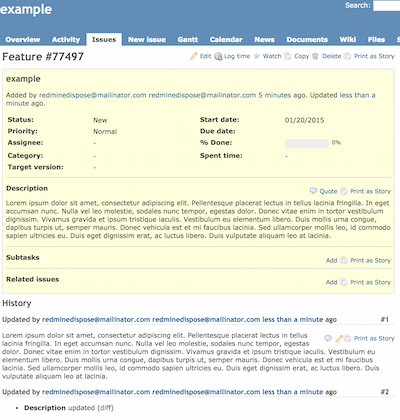 example
Search:
Overview Activity Issues New issue Gantt Calendar News Documents Wiki Files
Feature #77497
Edit Log time Watch Copy Delete Print as Story
example
Added by redminedispose@mailinator.com redminedispose@mailinator.com 5 minutes ago. Updated less than a
minute ago.
Status: New Start date: 01/20/2015
Priority: Normal Due date:
Assignee: - % Done: 0%
Category: - Spent time: -
Target version: -
Description Quote Print as Story
Lorem ipsum dolor sit amet, consectetur adipiscing elit. Pellentesque placerat lectus in tellus lacinia fringilla. In eget
accumsan nunc. Nulla vel leo molestie, sodales nunc tempor, egestas dolor. Donec vitae enim in tortor vestibulum
dignissim. Vivamus gravida et ipsum tristique iaculis. Vestibulum eu elementum libero. Duis mollis urna congue,
dapibus turpis ut, semper mauris. Donec vehicula est et mi faucibus lacinia. Sed ullamcorper mollis leo, id commodo
sapien ultricies eu. Duis eget dignissim erat, ac luctus libero. Duis vulputate aliquam leo at lacinia.
Subtasks Add Print as Story
Related issues Add Print as Story
History
Updated by redminedispose@mailinator.com redminedispose@mailinator.com less than a minute ago #1
Lorem ipsum dolor sit amet, consectetur adipiscing elit. Pellentesque placerat lectus in tellus Print as Story
lacinia fringilla. In eget accumsan nunc. Nulla vel leo molestie, sodales nunc tempor, egestas
dolor. Donec vitae enim in tortor vestibulum dignissim. Vivamus gravida et ipsum tristique
iaculis. Vestibulum eu elementum libero. Duis mollis urna congue, dapibus turpis ut, semper
mauris. Donec vehicula est et mi faucibus lacinia.
Sed ullamcorper mollis leo, id commodo sapien ultricies eu. Duis eget dignissim erat, ac luctus
libero. Duis vulputate aliquam leo at lacinia.
Updated by redminedispose@mailinator.com redminedispose@mailinator.com less than a minute ago #2
• Description updated (diff)